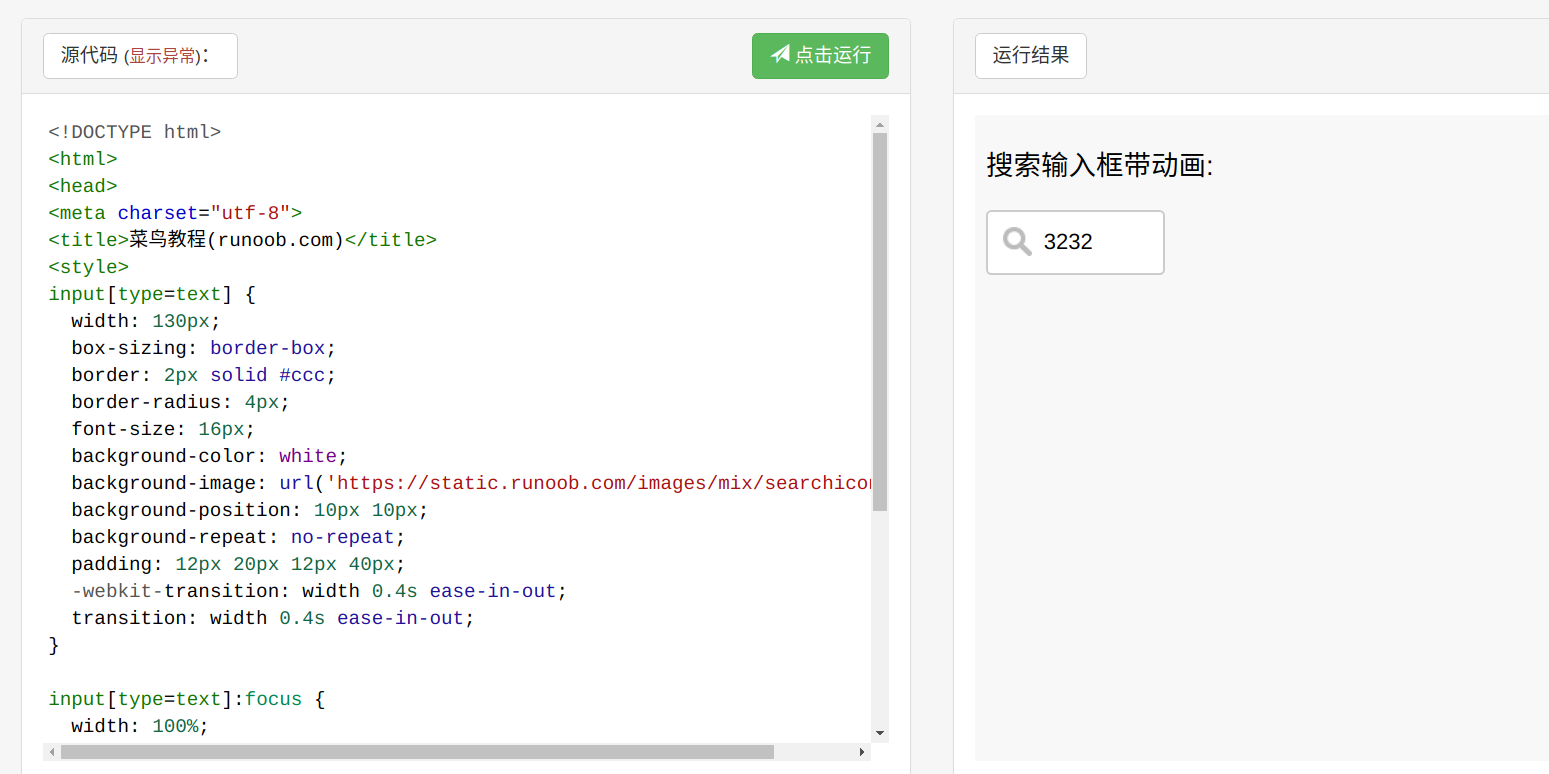 源代码 (显示异常)：
点击运行
运行结果
<!DOCTYPE html>
<html>
<head>
<meta charset="utf-8">
<title>菜鸟教程(runoob.com)</title>
<style>
input[type=text] {
  width: 130px;
  box-sizing: border-box;
  border: 2px solid #ccc;
  border-radius: 4px;
  font-size: 16px;
  background-color: white;
  background-image: url('https://static.runoob.com/images/mix/searchicon
  background-position: 10px 10px;
  background-repeat: no-repeat;
  padding: 12px 20px 12px 40px;
  -webkit-transition: width 0.4s ease-in-out;
  transition: width 0.4s ease-in-out;
}
input[type=text]:focus {
  width: 100%;
搜索输入框带动画:
3232